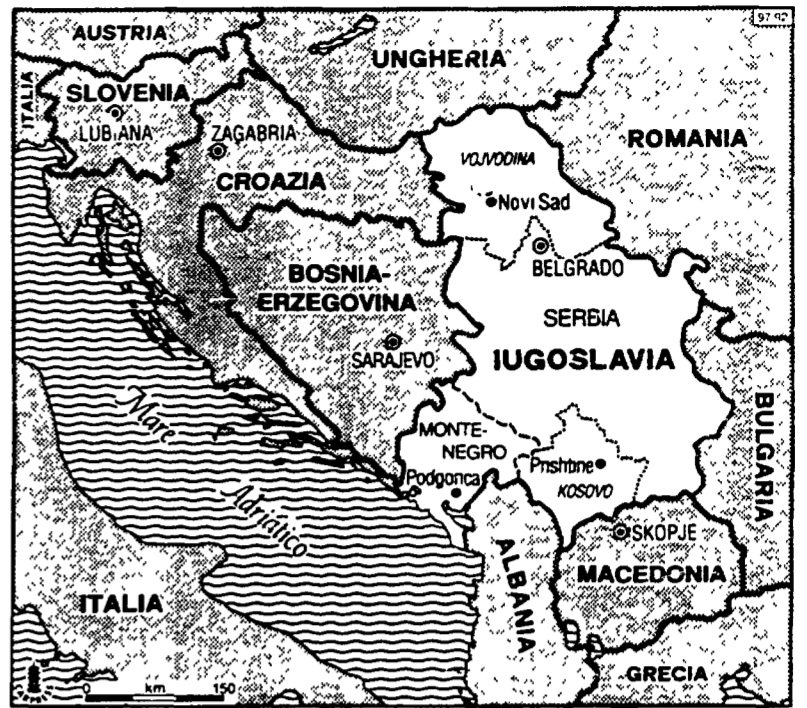 97.92
AUSTRIA
UNGHERIA
ITALIA
SLOVENIA
LUBIANA
ZAGABRIA
ROMANIA
VOJVODINA
CROAZIA
Novi Sad
BELGRADO
BOSNIA-
ERZEGOVINA
SERBIA
SARAJEVO
IUGOSLAVIA
Mare
Adriatico
MONTE-
NEGRO
Prishtine
Podgorica
KOSOVO
BULGARIA
SKOPJE
ALBANIA
MACEDONIA
ITALIA
GRECIA
0 km 150